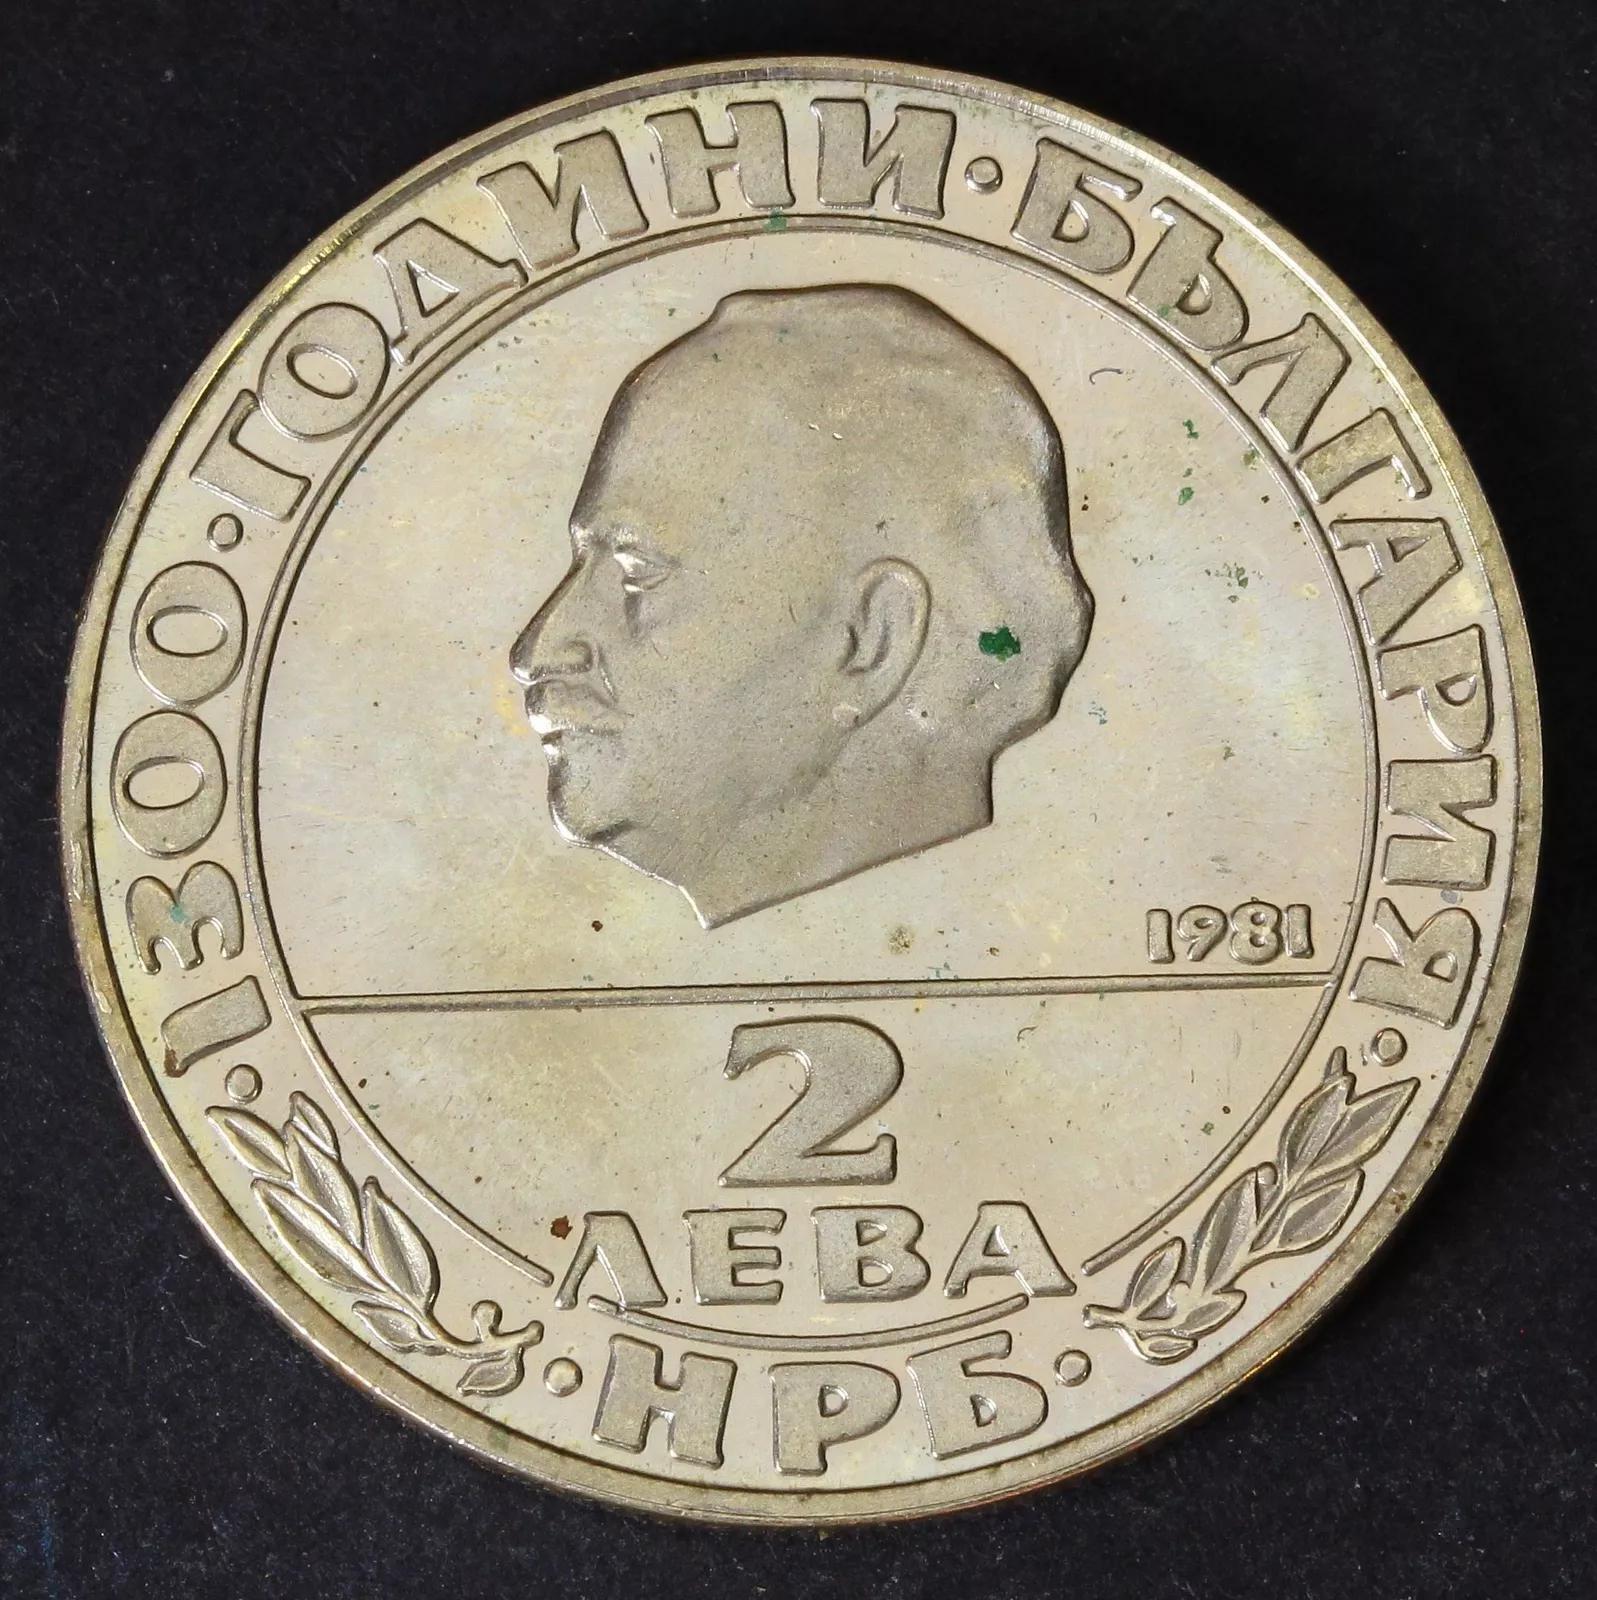 · 1300 · ГОДИНИ · БЪЛГАРИЯ ·
1981
2
ЛЕВА
· НРБ ·